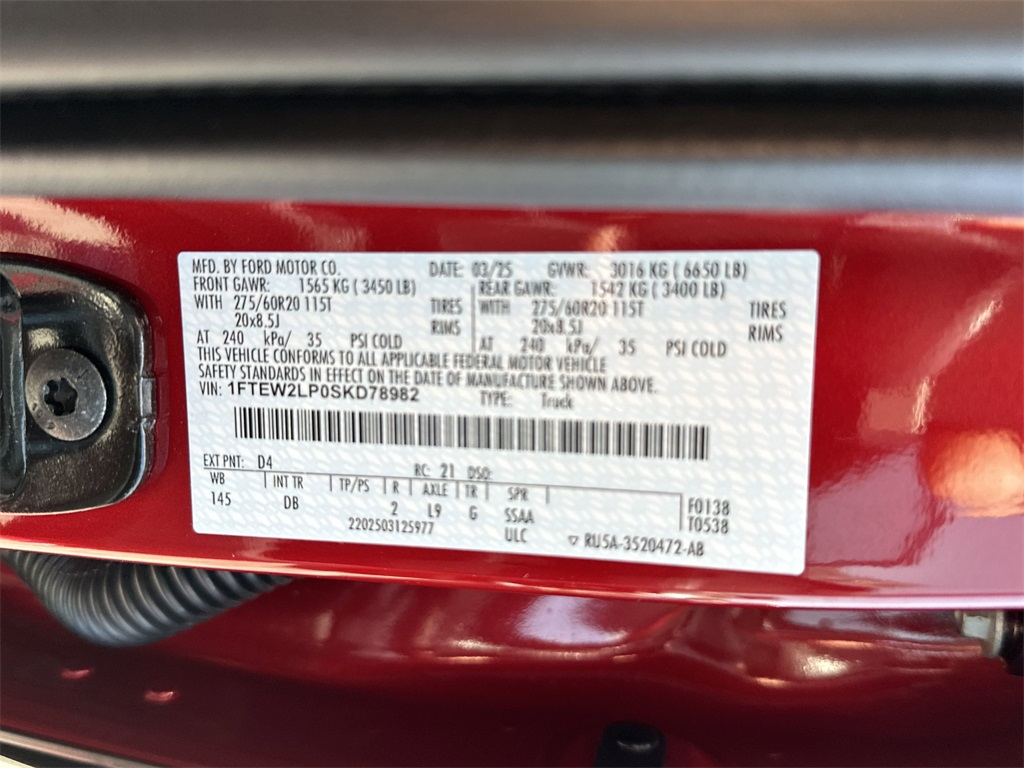 MFD. BY FORD MOTOR CO. DATE: 03/25 GVWR: 3016 KG ( 6650 LB)
FRONT GAWR: 1565 KG ( 3450 LB) REAR GAWR: 1542 KG ( 3400 LB)
WITH 275/60R20 115T TIRES WITH 275/60R20 115T TIRES
20x8.5J RIMS 20x8.5J RIMS
AT 240 kPa/ 35 PSI COLD AT 240 kPa/ 35 PSI COLD
THIS VEHICLE CONFORMS TO ALL APPLICABLE FEDERAL MOTOR VEHICLE
SAFETY STANDARDS IN EFFECT ON THE DATE OF MANUFACTURE SHOWN ABOVE.
VIN: 1FTEW2LP0SKD78982 TYPE: Truck
EXT PNT: D4 RC: 21 DSO:
WB INT TR TP/PS R AXLE TR SPR F0138
145 DB 2 L9 G SSAA T0538
2202503125977 ULC ▽ RU5A-3520472-AB